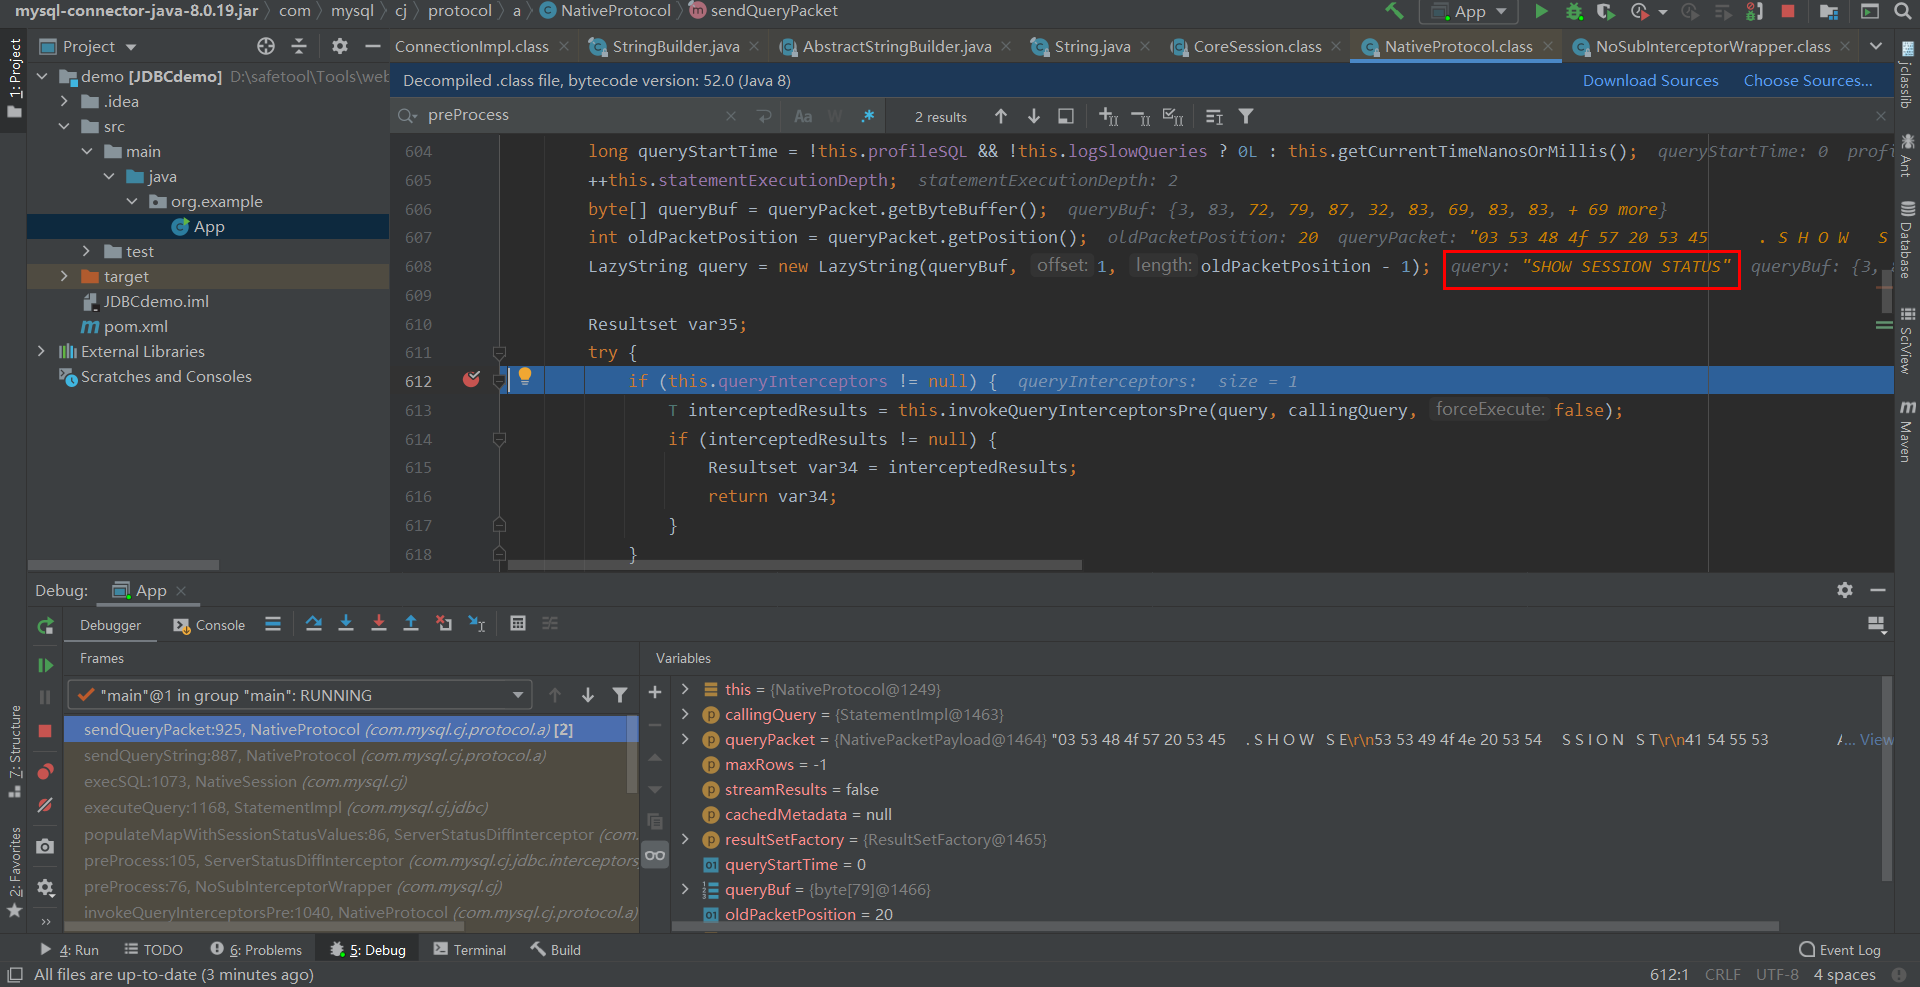 mysql-connector-java-8.0.19.jar com mysql cj protocol a NativeProtocol sendQueryPacket App
1: Project
Project
ConnectionImpl.class StringBuilder.java AbstractStringBuilder.java String.java CoreSession.class NativeProtocol.class NoSubInterceptorWrapper.class
demo [JDBCdemo] D:\safetool\Tools\web
.idea
src
main
java
org.example
App
test
target
JDBCdemo.iml
pom.xml
External Libraries
Scratches and Consoles
Decompiled .class file, bytecode version: 52.0 (Java 8) Download Sources Choose Sources...
preProcess Aa W .* 2 results
604 long queryStartTime = !this.profileSQL && !this.logSlowQueries ? 0L : this.getCurrentTimeNanosOrMillis(); queryStartTime: 0 profi
605 ++this.statementExecutionDepth; statementExecutionDepth: 2
606 byte[] queryBuf = queryPacket.getByteBuffer(); queryBuf: {3, 83, 72, 79, 87, 32, 83, 69, 83, 83, + 69 more}
607 int oldPacketPosition = queryPacket.getPosition(); oldPacketPosition: 20 queryPacket: "03 53 48 4f 57 20 53 45 . S H O W S
608 LazyString query = new LazyString(queryBuf, offset: 1, length: oldPacketPosition - 1); query: "SHOW SESSION STATUS" queryBuf: {3,
609
610 Resultset var35;
611 try {
612 if (this.queryInterceptors != null) { queryInterceptors: size = 1
613 T interceptedResults = this.invokeQueryInterceptorsPre(query, callingQuery, forceExecute: false);
614 if (interceptedResults != null) {
615 Resultset var34 = interceptedResults;
616 return var34;
617 }
618 }
jclasslib
Ant
Database
SciView
Maven
Debug: App
Debugger Console
Frames
"main"@1 in group "main": RUNNING
sendQueryPacket:925, NativeProtocol (com.mysql.cj.protocol.a) [2]
sendQueryString:887, NativeProtocol (com.mysql.cj.protocol.a)
execSQL:1073, NativeSession (com.mysql.cj)
executeQuery:1168, StatementImpl (com.mysql.cj.jdbc)
populateMapWithSessionStatusValues:86, ServerStatusDiffInterceptor (com.
preProcess:105, ServerStatusDiffInterceptor (com.mysql.cj.jdbc.interceptors
preProcess:76, NoSubInterceptorWrapper (com.mysql.cj)
invokeQueryInterceptorsPre:1040, NativeProtocol (com.mysql.cj.protocol.a)
Variables
this = {NativeProtocol@1249}
callingQuery = {StatementImpl@1463}
queryPacket = {NativePacketPayload@1464} "03 53 48 4f 57 20 53 45 . S H O W S E\r\n53 53 49 4f 4e 20 53 54 S S I O N S T\r\n41 54 55 53 A... View
maxRows = -1
streamResults = false
cachedMetadata = null
resultSetFactory = {ResultSetFactory@1465}
queryStartTime = 0
queryBuf = {byte[79]@1466}
oldPacketPosition = 20
7: Structure
2: Favorites
4: Run TODO 6: Problems 5: Debug Terminal Build Event Log
All files are up-to-date (3 minutes ago) 612:1 CRLF UTF-8 4 spaces